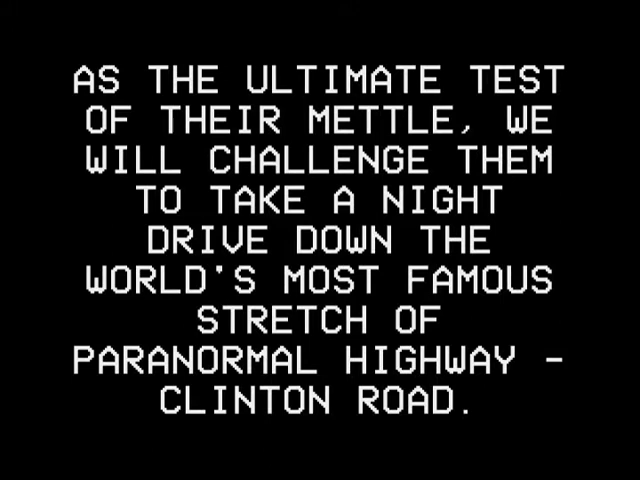 AS THE ULTIMATE TEST
OF THEIR METTLE, WE
WILL CHALLENGE THEM
TO TAKE A NIGHT
DRIVE DOWN THE
WORLD'S MOST FAMOUS
STRETCH OF
PARANORMAL HIGHWAY -
CLINTON ROAD.